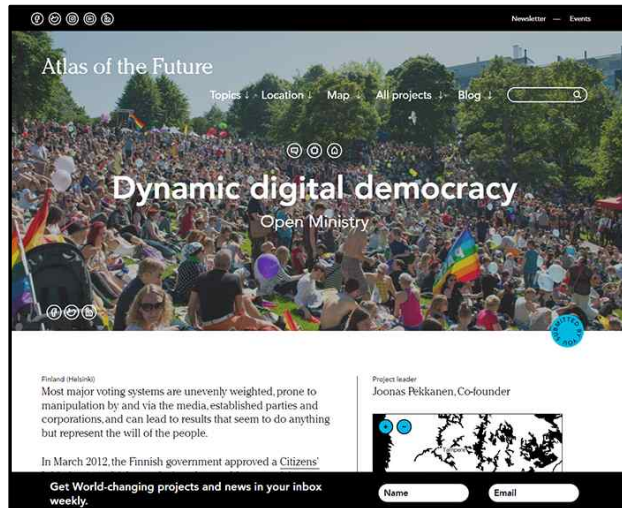 Newsletter — Events
Atlas of the Future
Topics ↓ Location ↓ Map ↓ All projects ↓ Blog ↓
Dynamic digital democracy
Open Ministry
SUBMITTED BY YOU
Finland (Helsinki)
Most major voting systems are unevenly weighted, prone to
manipulation by and via the media, established parties and
corporations, and can lead to results that seem to do anything
but represent the will of the people.
In March 2012, the Finnish government approved a Citizens'
Project leader
Joonas Pekkanen, Co-founder
+ −
Tampere
Get World-changing projects and news in your inbox
weekly.
Name
Email